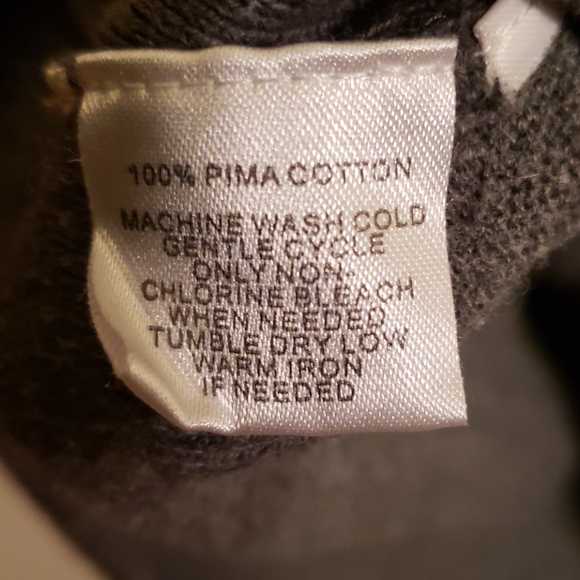 100% PIMA COTTON
MACHINE WASH COLD
GENTLE CYCLE
ONLY NON-
CHLORINE BLEACH
WHEN NEEDED
TUMBLE DRY LOW
WARM IRON
IF NEEDED